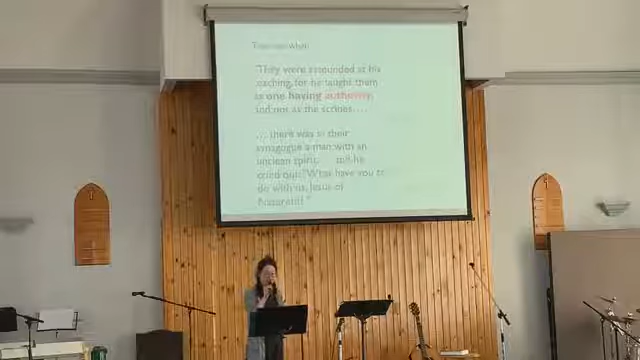 "They were astounded at his
teaching, for he taught them
as one having authority,
and not as the scribes. . . .
. . . there was in their
synagogue a man with an
unclean spirit, and he
cried out, "What have you to
do with us, Jesus of
Nazareth? "